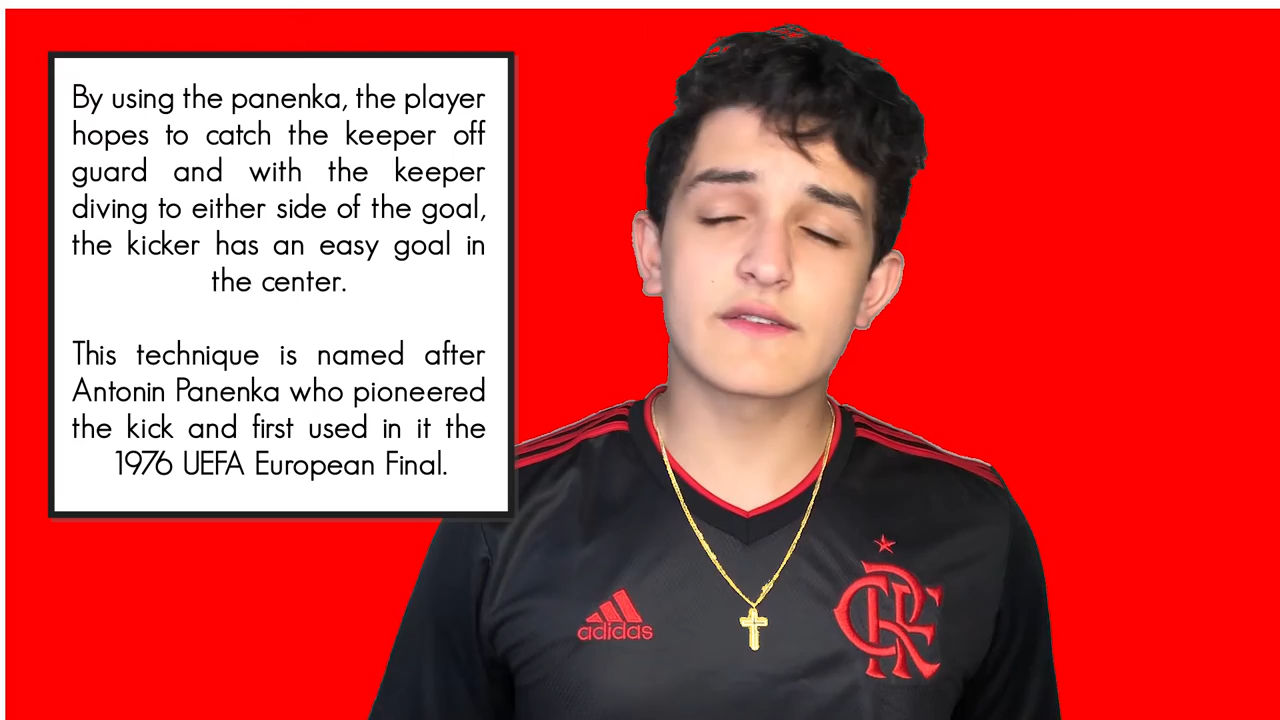 By using the panenka, the player
hopes to catch the keeper off
guard and with the keeper
diving to either side of the goal,
the kicker has an easy goal in
the center.
This technique is named after
Antonin Panenka who pioneered
the kick and first used in it the
1976 UEFA European Final.
adidas
CRF